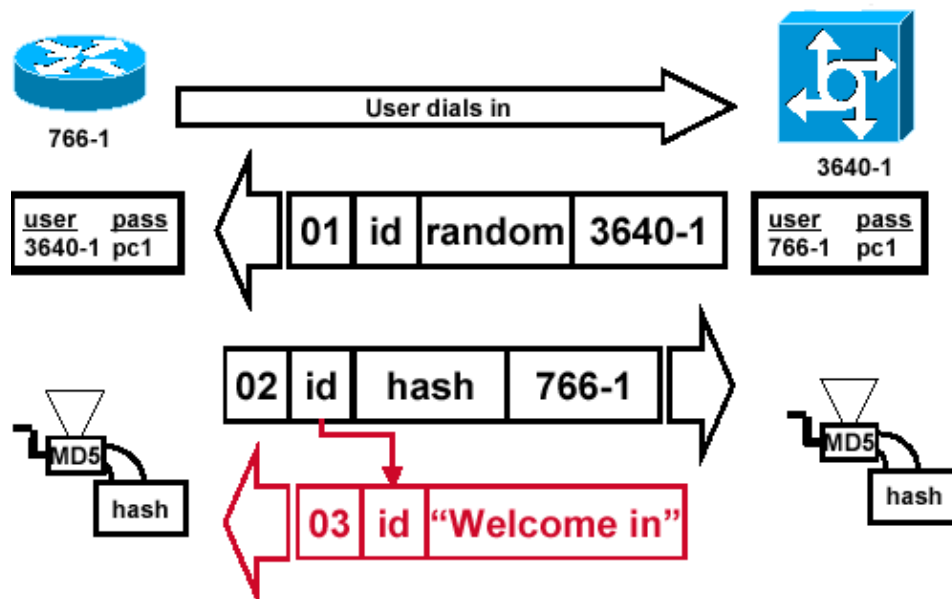 User dials in
766-1
3640-1
user pass
3640-1 pc1
01 id random 3640-1
user pass
766-1 pc1
02 id hash 766-1
MD5
hash
MD5
hash
03 id “Welcome in”